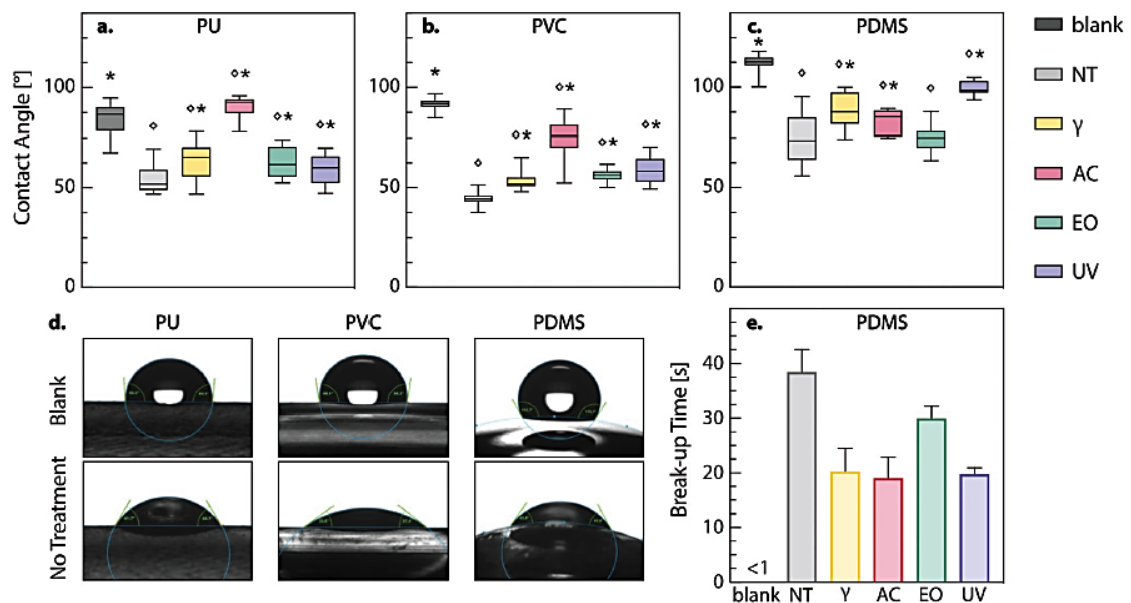 a. PU
b. PVC
c. PDMS
Contact Angle [°]
100
50
0
*
⋄
⋄*
⋄*
⋄*
⋄*
100
50
0
*
⋄
⋄*
⋄*
⋄*
⋄*
100
50
0
*
⋄
⋄*
⋄*
⋄
⋄*
blank
NT
γ
AC
EO
UV
d.
PU PVC PDMS
Blank
No Treatment
e. PDMS
Break-up Time [s]
40
30
20
10
0
<1
blank NT γ AC EO UV